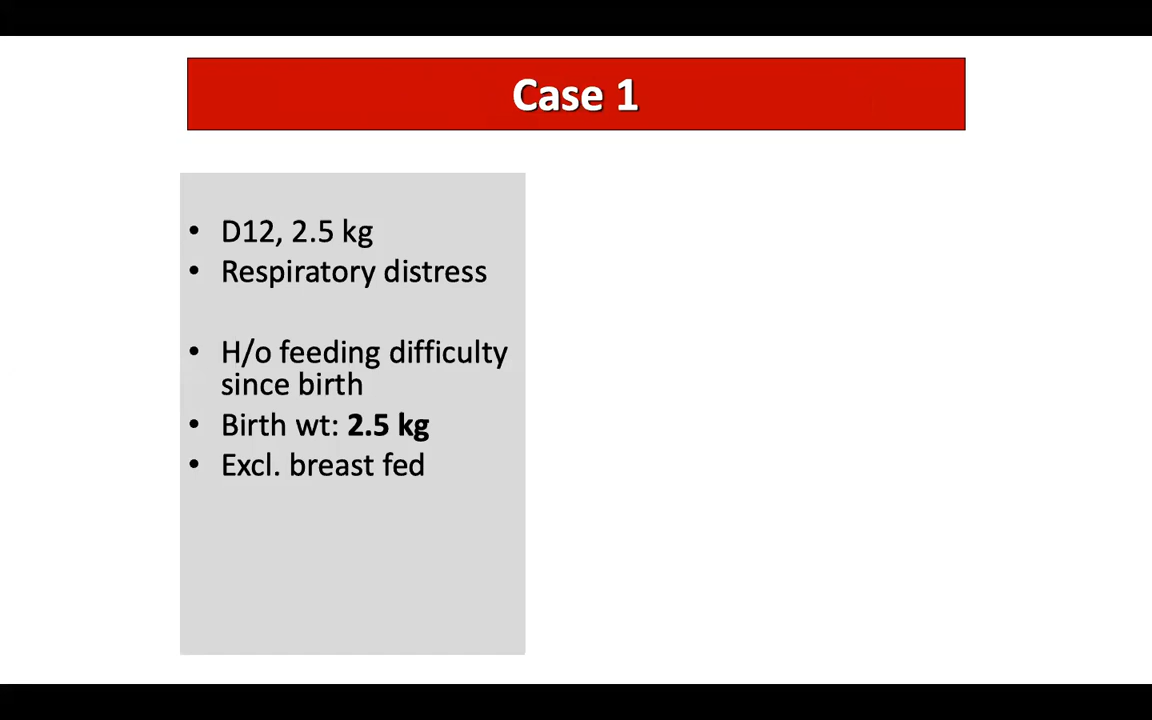 Case 1
• D12, 2.5 kg
• Respiratory distress
• H/o feeding difficulty
since birth
• Birth wt: 2.5 kg
• Excl. breast fed